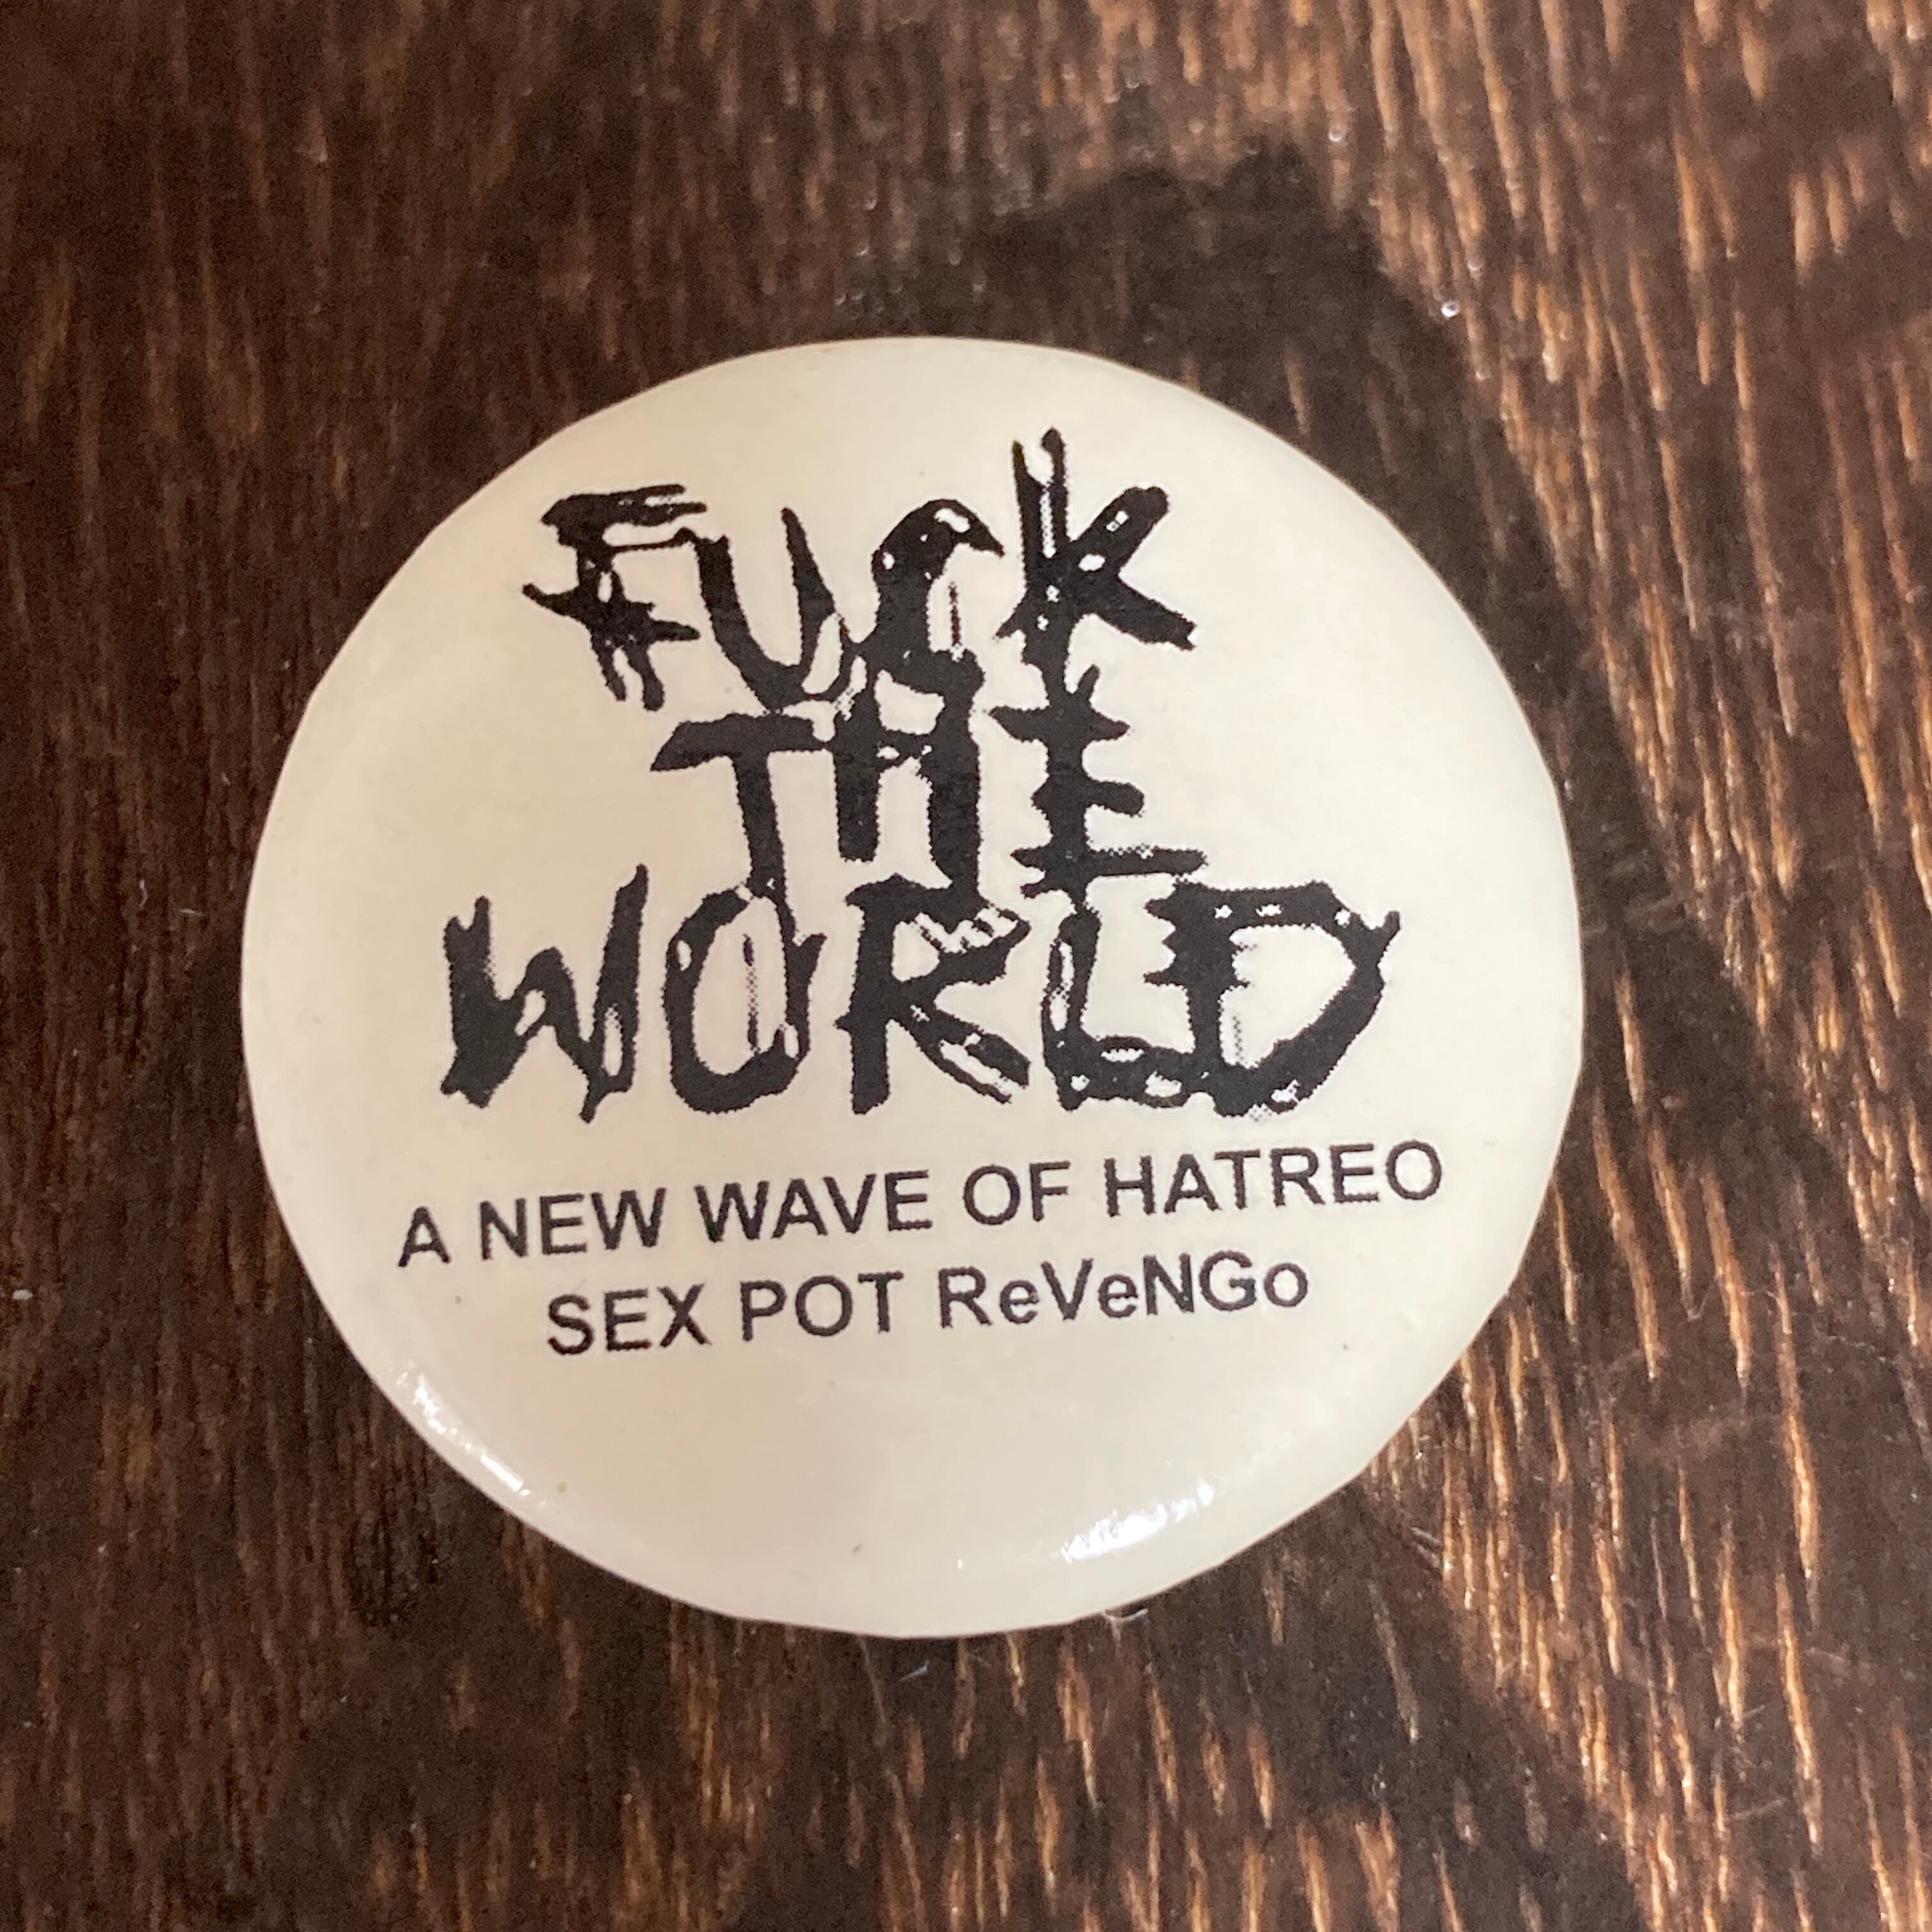 FUCK
THE
WORLD
A NEW WAVE OF HATREO
SEX POT ReVeNGo